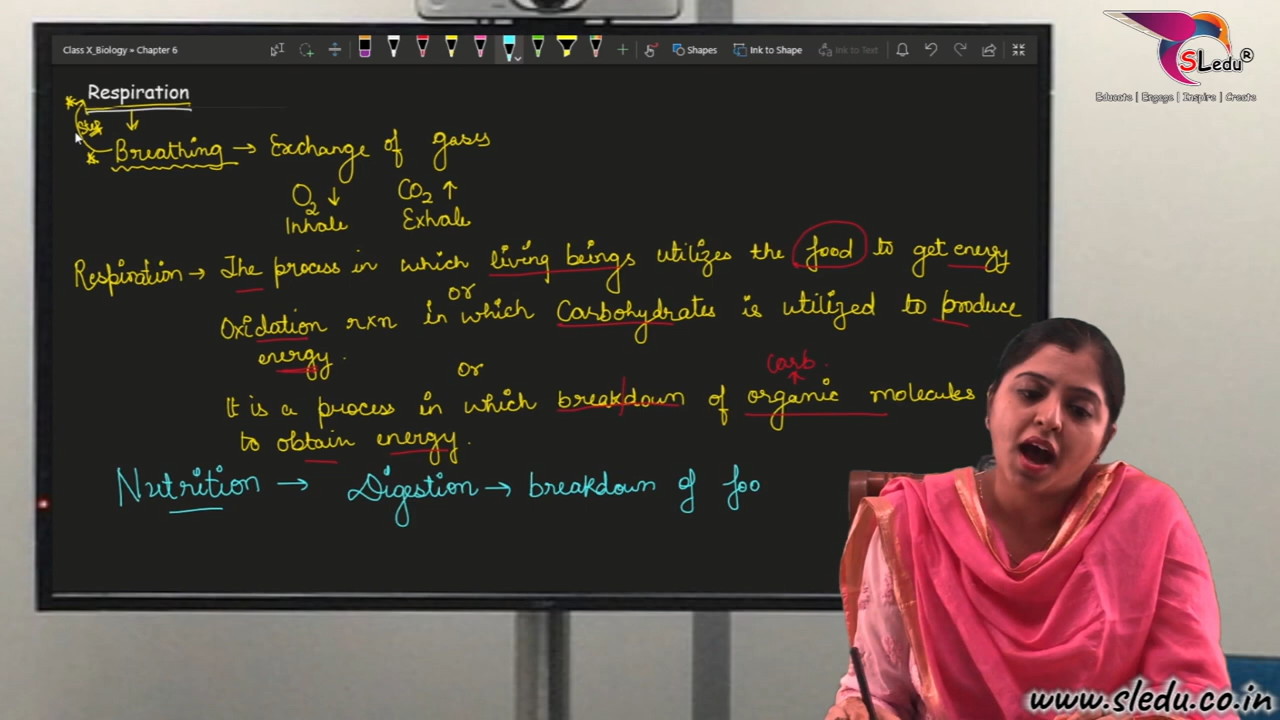 Class X_Biology » Chapter 6
Shapes
Ink to Shape
Ink to Text
SLedu®
Educate | Engage | Inspire | Create
Respiration
Step
Breathing → Exchange of gases
O2 ↓ CO2 ↑
Inhale Exhale
Respiration → The process in which living beings utilizes the food to get energy
or
Oxidation rxn in which Carbohydrates is utilized to produce
energy.
or
Carb.
It is a process in which breakdown of organic molecules
to obtain energy.
Nutrition → Digestion → breakdown of foo
www.sledu.co.in